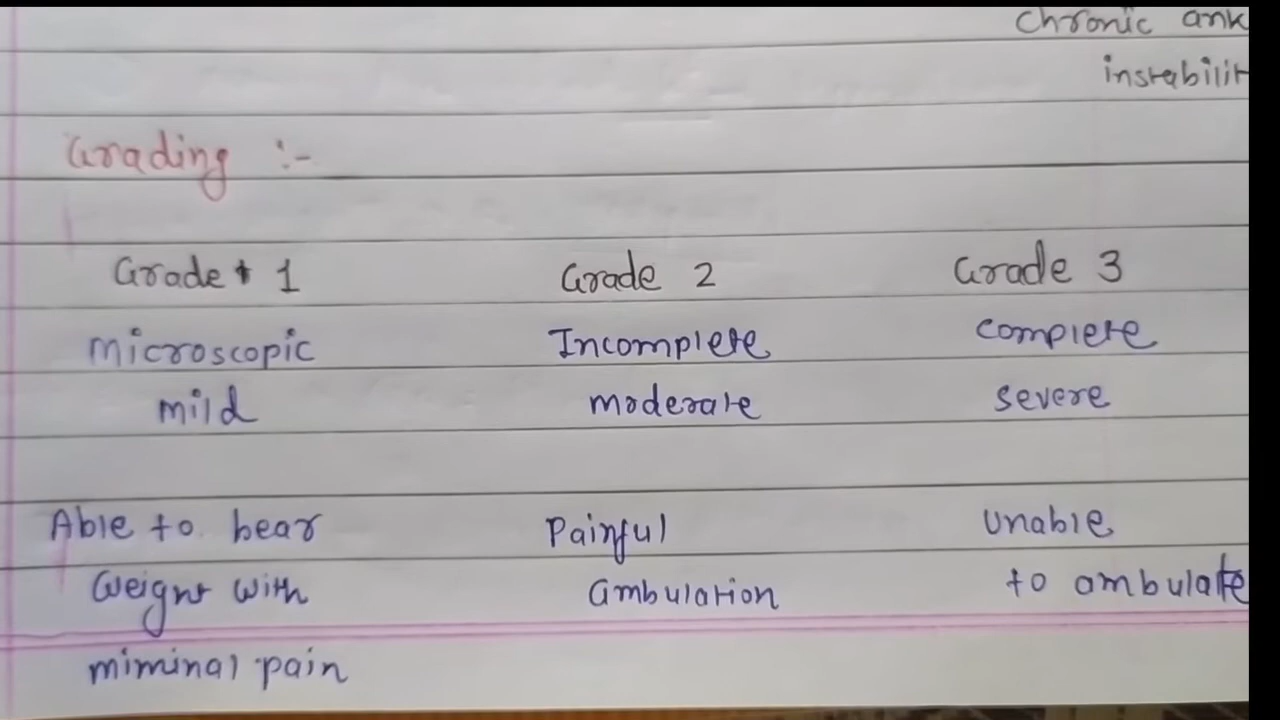 Chronic ank
instabilit
Grading :-
Grade 1 Grade 2 Grade 3
Microscopic Incomplete complete
Mild Moderate severe
Able to bear Painful Unable
Weight with Ambulation to ambulate
miminal pain